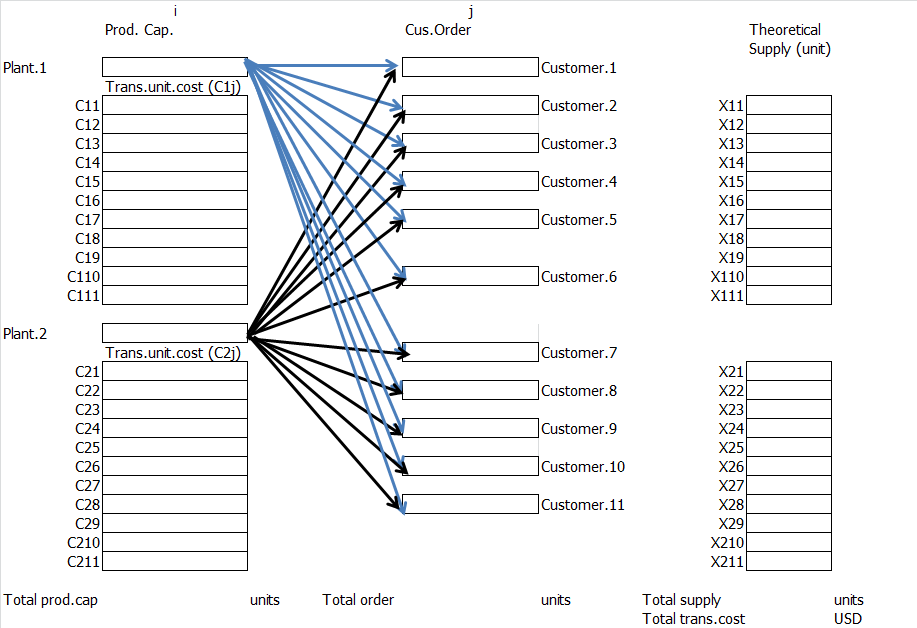 i j
Prod. Cap. Cus.Order Theoretical
Supply (unit)
Plant.1 Customer.1
Trans.unit.cost (C1j)
C11 Customer.2 X11
C12 X12
C13 Customer.3 X13
C14 X14
C15 Customer.4 X15
C16 X16
C17 Customer.5 X17
C18 X18
C19 X19
C110 Customer.6 X110
C111 X111
Plant.2
Trans.unit.cost (C2j) Customer.7
C21 X21
C22 Customer.8 X22
C23 X23
C24 Customer.9 X24
C25 X25
C26 Customer.10 X26
C27 X27
C28 Customer.11 X28
C29 X29
C210 X210
C211 X211
Total prod.cap units Total order units Total supply units
Total trans.cost USD